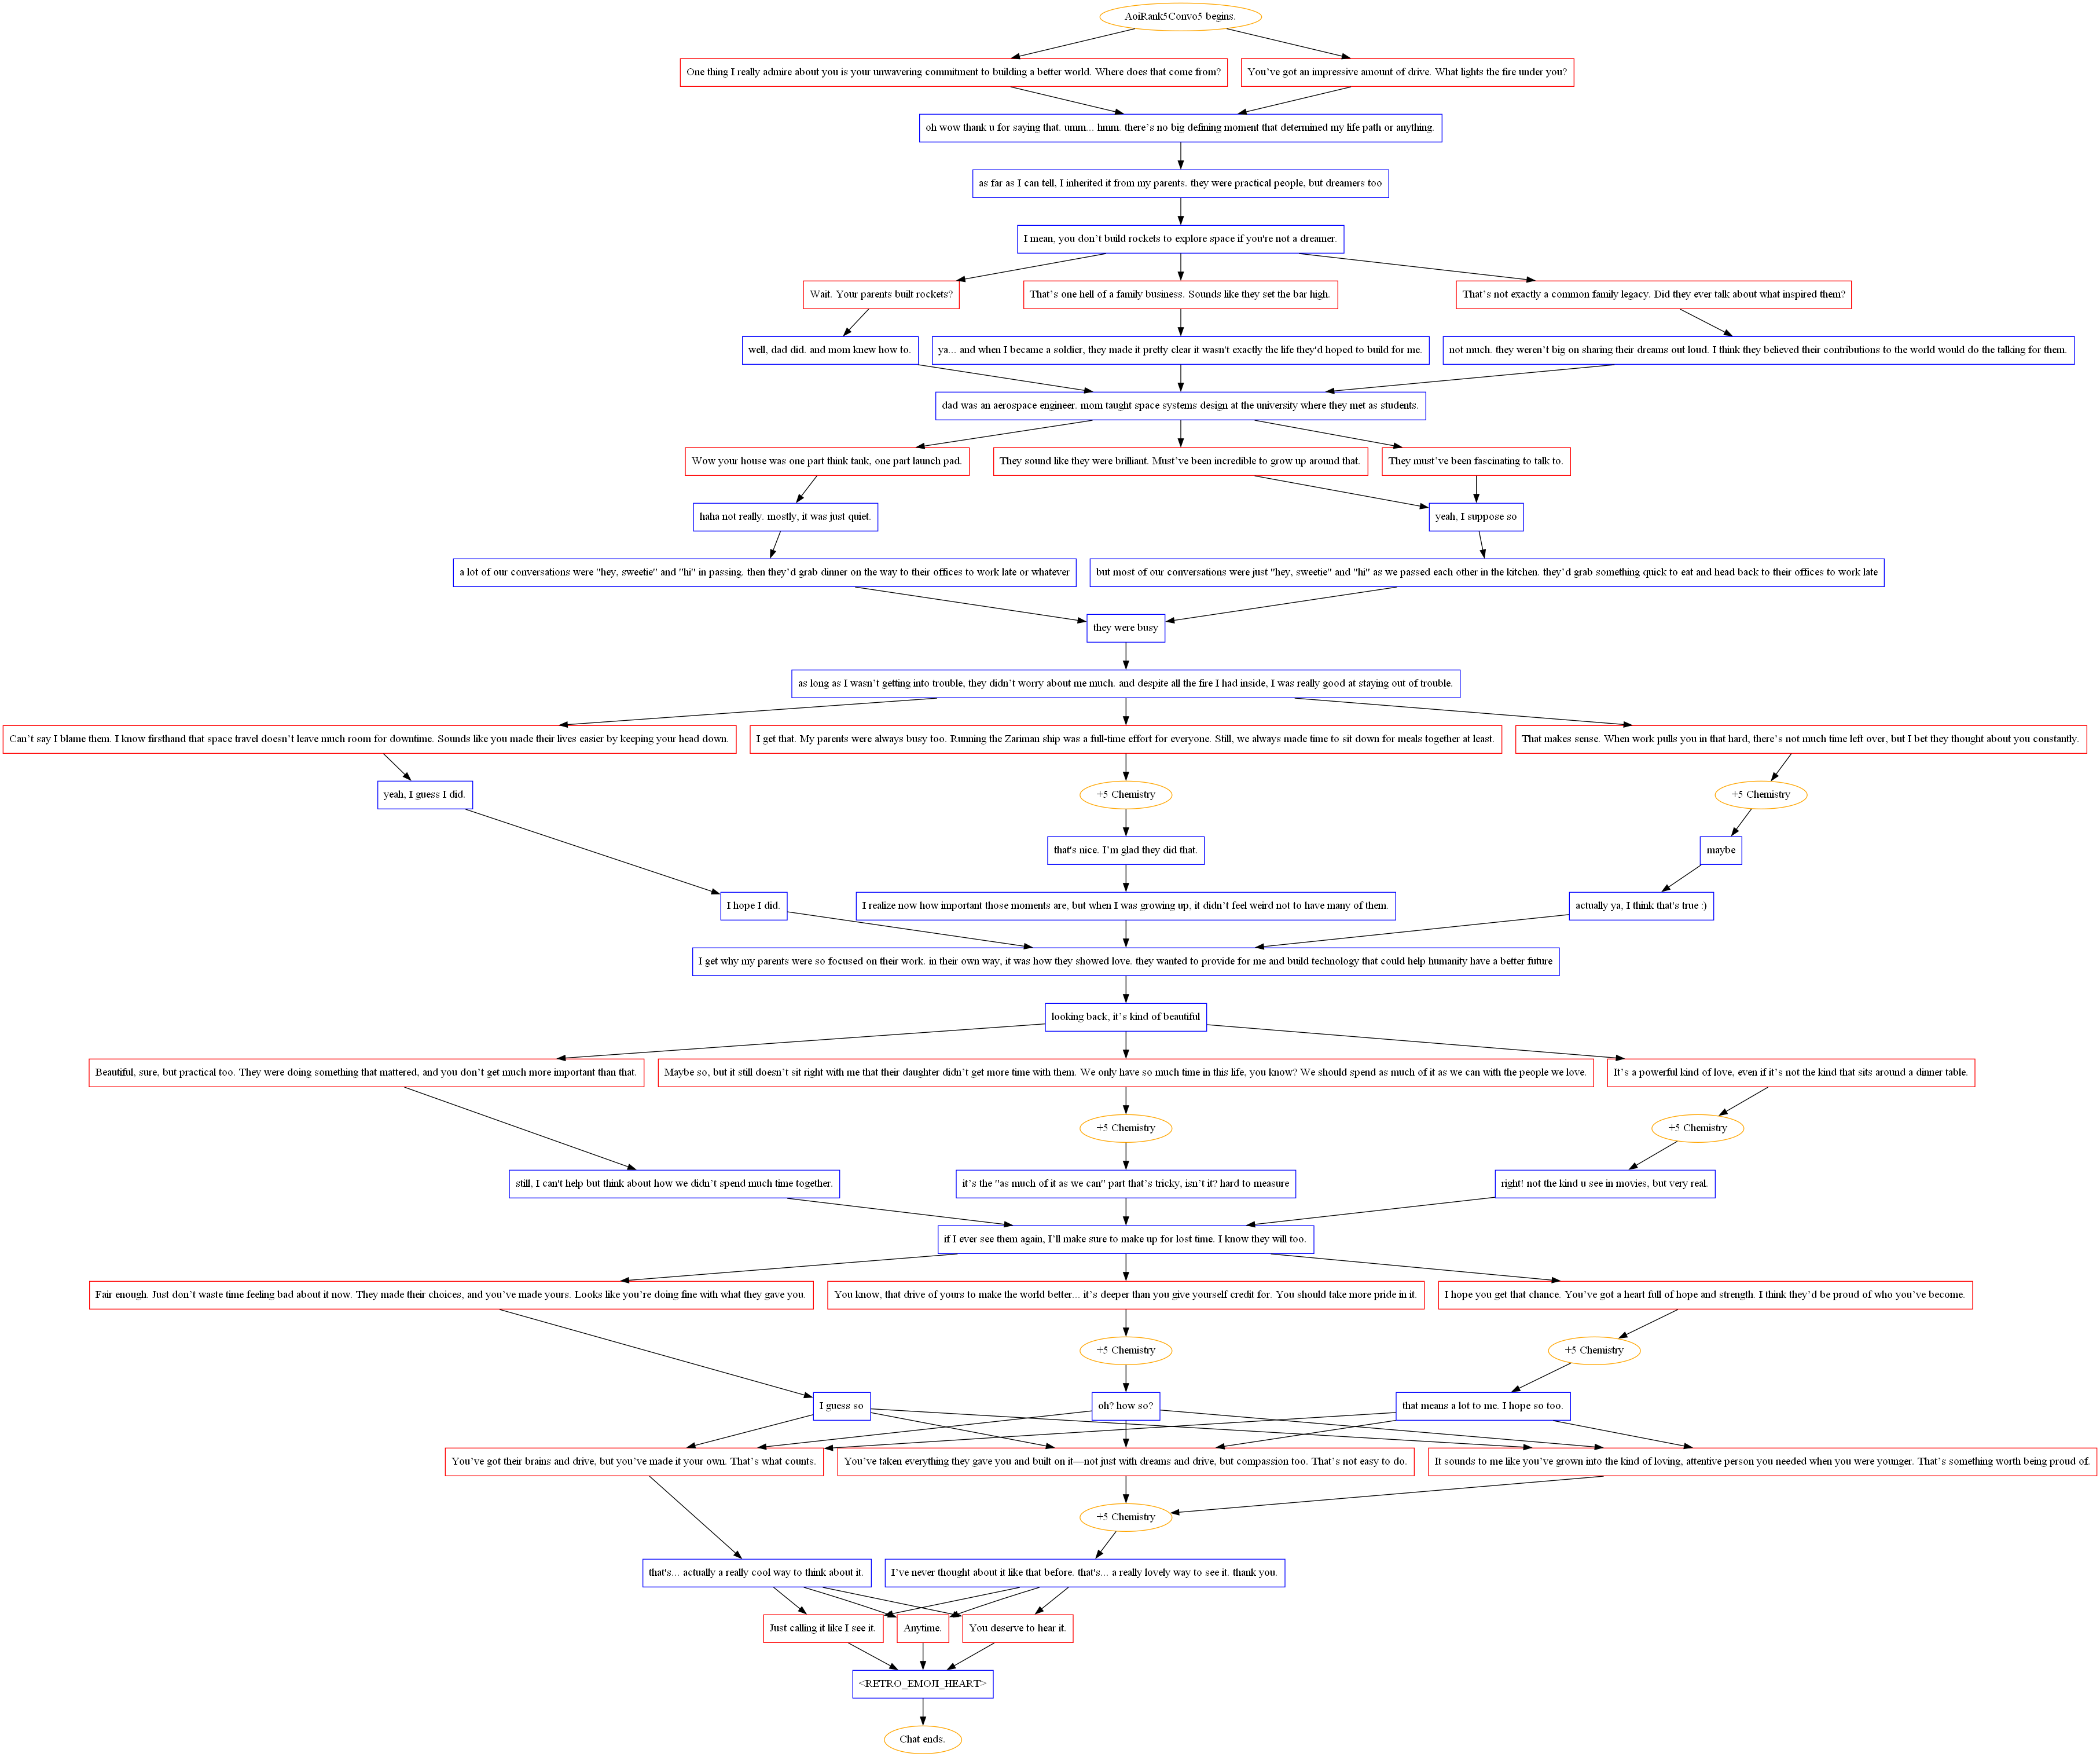 AoiRank5Convo5 begins.
One thing I really admire about you is your unwavering commitment to building a better world. Where does that come from?
You've got an impressive amount of drive. What lights the fire under you?
oh wow thank u for saying that. umm... hmm. there's no big defining moment that determined my life path or anything.
as far as I can tell, I inherited it from my parents. they were practical people, but dreamers too
I mean, you don't build rockets to explore space if you're not a dreamer.
Wait. Your parents built rockets?
That's one hell of a family business. Sounds like they set the bar high.
That's not exactly a common family legacy. Did they ever talk about what inspired them?
well, dad did. and mom knew how to.
ya... and when I became a soldier, they made it pretty clear it wasn't exactly the life they'd hoped to build for me.
not much. they weren't big on sharing their dreams out loud. I think they believed their contributions to the world would do the talking for them.
dad was an aerospace engineer. mom taught space systems design at the university where they met as students.
Wow your house was one part think tank, one part launch pad.
They sound like they were brilliant. Must've been incredible to grow up around that.
They must've been fascinating to talk to.
haha not really. mostly, it was just quiet.
yeah, I suppose so
a lot of our conversations were "hey, sweetie" and "hi" in passing. then they'd grab dinner on the way to their offices to work late or whatever
but most of our conversations were just "hey, sweetie" and "hi" as we passed each other in the kitchen. they'd grab something quick to eat and head back to their offices to work late
they were busy
as long as I wasn't getting into trouble, they didn't worry about me much. and despite all the fire I had inside, I was really good at staying out of trouble.
Can't say I blame them. I know firsthand that space travel doesn't leave much room for downtime. Sounds like you made their lives easier by keeping your head down.
I get that. My parents were always busy too. Running the Zariman ship was a full-time effort for everyone. Still, we always made time to sit down for meals together at least.
That makes sense. When work pulls you in that hard, there's not much time left over, but I bet they thought about you constantly.
yeah, I guess I did.
+5 Chemistry
+5 Chemistry
that's nice. I'm glad they did that.
maybe
I hope I did.
I realize now how important those moments are, but when I was growing up, it didn't feel weird not to have many of them.
actually ya, I think that's true :)
I get why my parents were so focused on their work. in their own way, it was how they showed love. they wanted to provide for me and build technology that could help humanity have a better future
looking back, it's kind of beautiful
Beautiful, sure, but practical too. They were doing something that mattered, and you don't get much more important than that.
Maybe so, but it still doesn't sit right with me that their daughter didn't get more time with them. We only have so much time in this life, you know? We should spend as much of it as we can with the people we love.
It's a powerful kind of love, even if it's not the kind that sits around a dinner table.
+5 Chemistry
+5 Chemistry
still, I can't help but think about how we didn't spend much time together.
it's the "as much of it as we can" part that's tricky, isn't it? hard to measure
right! not the kind u see in movies, but very real.
if I ever see them again, I'll make sure to make up for lost time. I know they will too.
Fair enough. Just don't waste time feeling bad about it now. They made their choices, and you've made yours. Looks like you're doing fine with what they gave you.
You know, that drive of yours to make the world better... it's deeper than you give yourself credit for. You should take more pride in it.
I hope you get that chance. You've got a heart full of hope and strength. I think they'd be proud of who you've become.
+5 Chemistry
+5 Chemistry
I guess so
oh? how so?
that means a lot to me. I hope so too.
You've got their brains and drive, but you've made it your own. That's what counts.
You've taken everything they gave you and built on it—not just with dreams and drive, but compassion too. That's not easy to do.
It sounds to me like you've grown into the kind of loving, attentive person you needed when you were younger. That's something worth being proud of.
+5 Chemistry
that's... actually a really cool way to think about it.
I've never thought about it like that before. that's... a really lovely way to see it. thank you.
Just calling it like I see it.
Anytime.
You deserve to hear it.
<RETRO_EMOJI_HEART>
Chat ends.